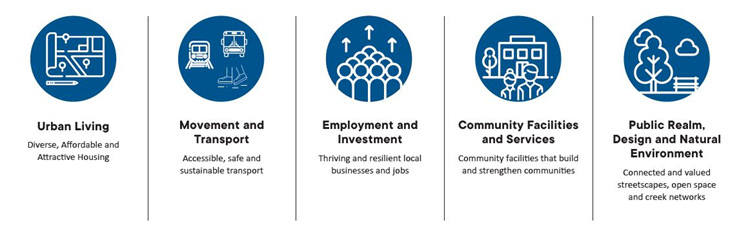 Urban Living
Diverse, Affordable and
Attractive Housing
Movement and
Transport
Accessible, safe and
sustainable transport
Employment and
Investment
Thriving and resilient local
businesses and jobs
Community Facilities
and Services
Community facilities that build
and strengthen communities
Public Realm,
Design and Natural
Environment
Connected and valued
streetscapes, open space
and creek networks